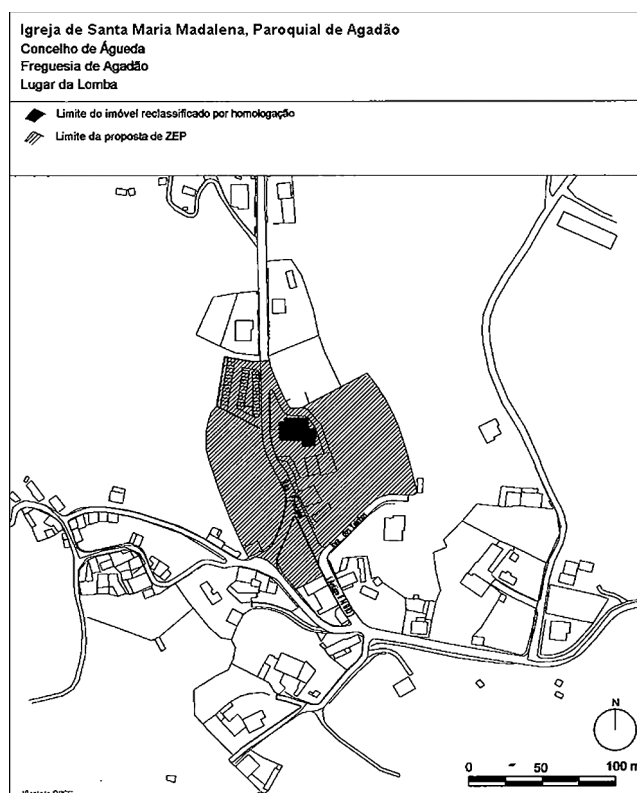 Igreja de Santa Maria Madalena, Paroquial de Agadão
Concelho de Águeda
Freguesia de Agadão
Lugar da Lomba
Limite do imóvel reclassificado por homologação
Limite da proposta de ZEP
N
0 50 100 m